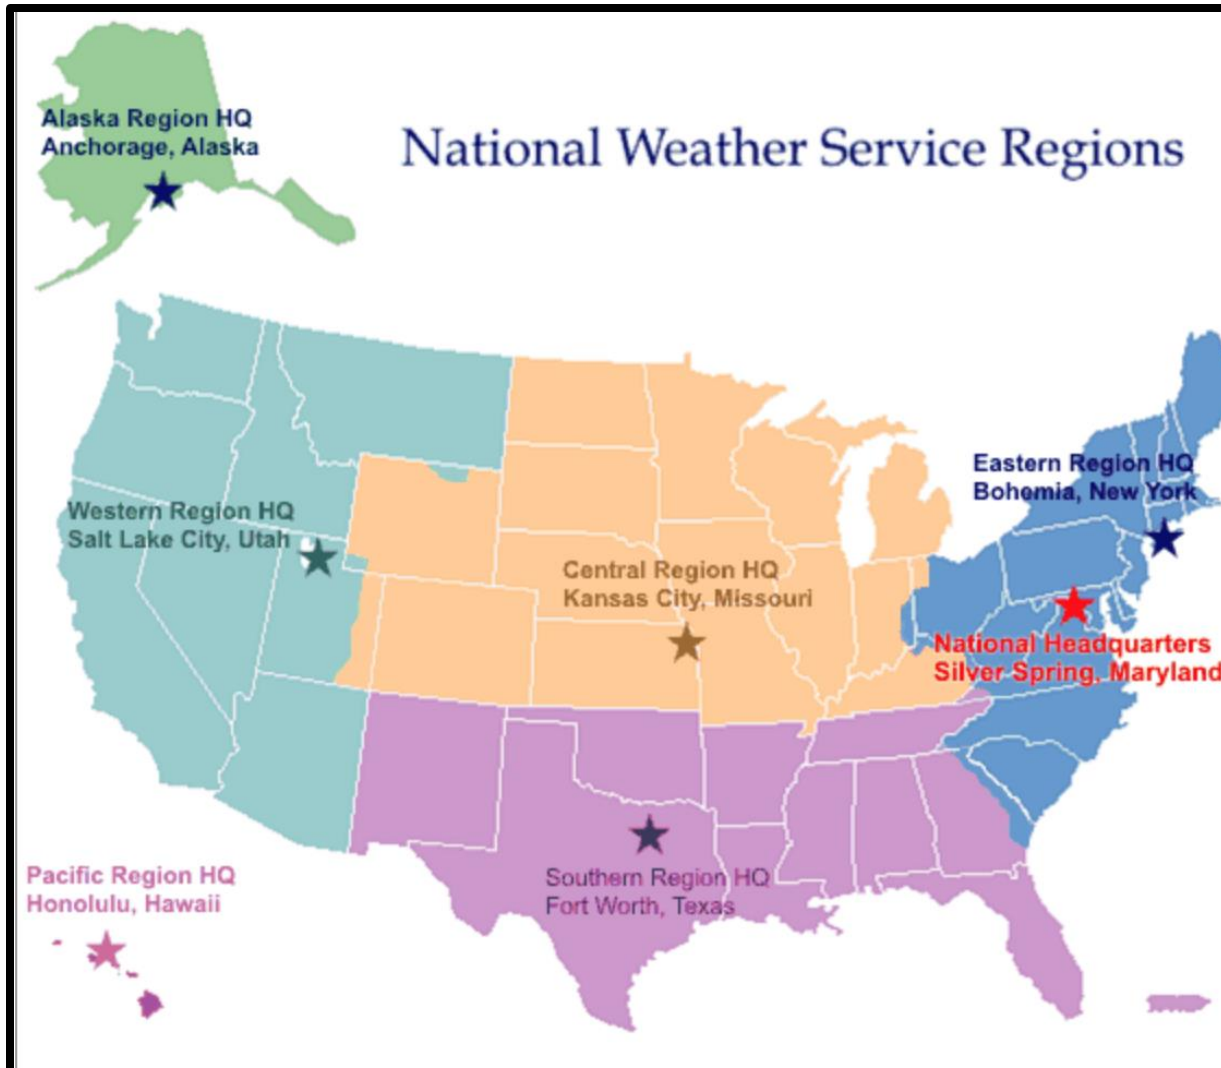 Alaska Region HQ
Anchorage, Alaska
National Weather Service Regions
Eastern Region HQ
Bohemia, New York
Western Region HQ
Salt Lake City, Utah
Central Region HQ
Kansas City, Missouri
National Headquarters
Silver Spring, Maryland
Pacific Region HQ
Honolulu, Hawaii
Southern Region HQ
Fort Worth, Texas